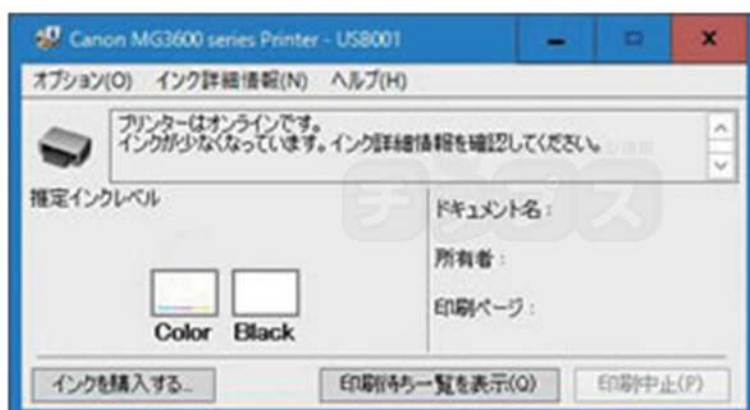 Canon MG3600 series Printer - USB001
オプション(O) インク詳細情報(N) ヘルプ(H)
プリンターはオンラインです。
インクが少なくなっています。インク詳細情報を確認してください。
推定インクレベル
ドキュメント名:
所有者:
印刷ページ:
Color Black
インクを購入する...
印刷待ち一覧を表示(Q)
印刷中止(P)
チップス